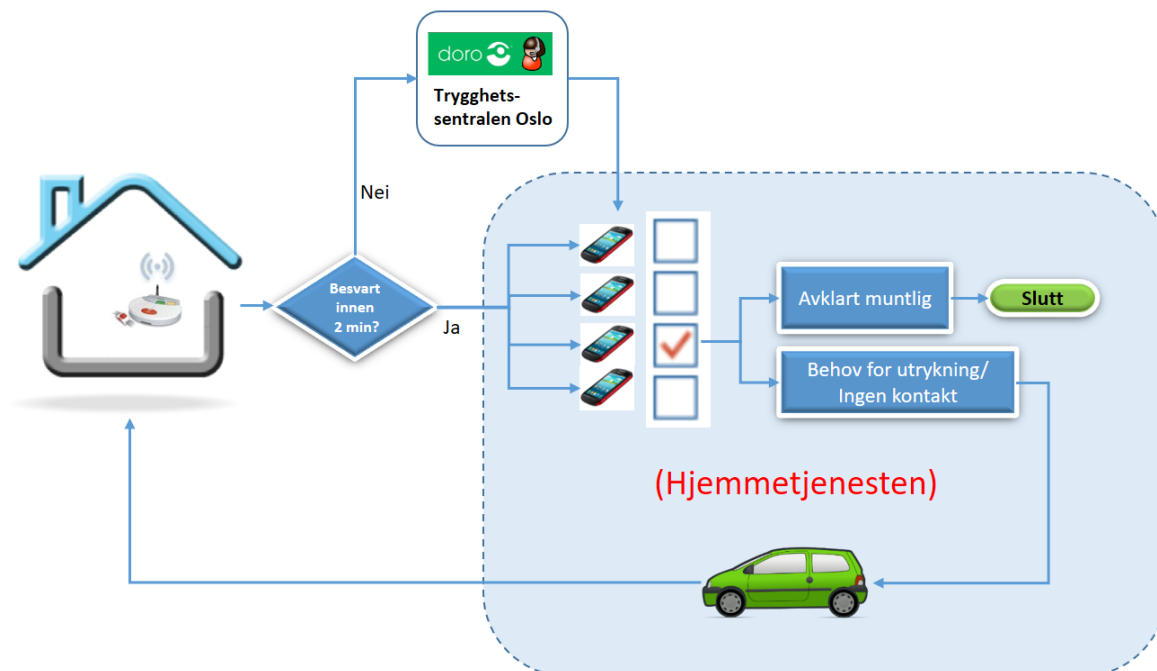 doro
Trygghets-
sentralen Oslo
Nei
Besvart
innen
2 min?
Ja
Avklart muntlig
Slutt
Behov for utrykning/
Ingen kontakt
(Hjemmetjenesten)